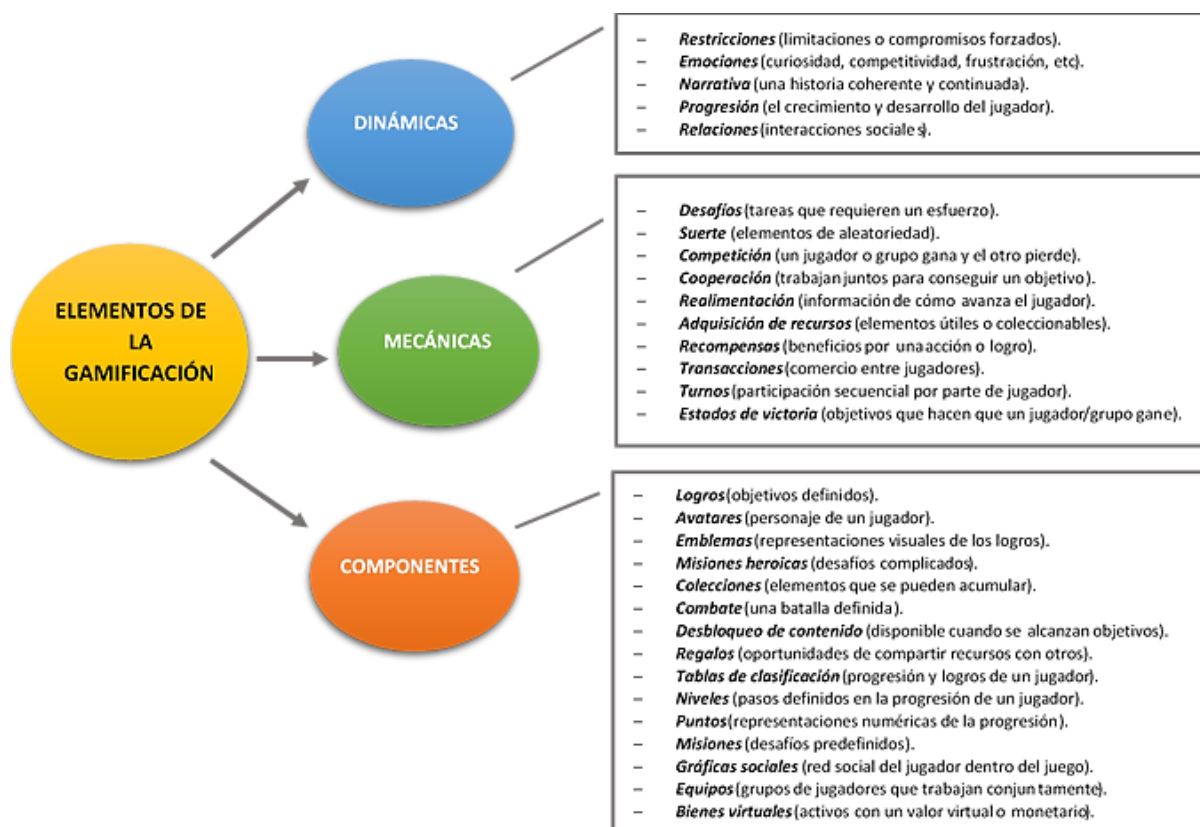 ELEMENTOS DE
LA
GAMIFICACIÓN
DINÁMICAS
– Restricciones (limitaciones o compromisos forzados).
– Emociones (curiosidad, competitividad, frustración, etc).
– Narrativa (una historia coherente y continuada).
– Progresión (el crecimiento y desarrollo del jugador).
– Relaciones (interacciones sociales).
MECÁNICAS
– Desafíos (tareas que requieren un esfuerzo).
– Suerte (elementos de aleatoriedad).
– Competición (un jugador o grupo gana y el otro pierde).
– Cooperación (trabajan juntos para conseguir un objetivo).
– Realimentación (información de cómo avanza el jugador).
– Adquisición de recursos (elementos útiles o coleccionables).
– Recompensas (beneficios por una acción o logro).
– Transacciones (comercio entre jugadores).
– Turnos (participación secuencial por parte de jugador).
– Estados de victoria (objetivos que hacen que un jugador/grupo gane).
COMPONENTES
– Logros (objetivos definidos).
– Avatares (personaje de un jugador).
– Emblemas (representaciones visuales de los logros).
– Misiones heroicas (desafíos complicados).
– Colecciones (elementos que se pueden acumular).
– Combate (una batalla definida).
– Desbloqueo de contenido (disponible cuando se alcanzan objetivos).
– Regalos (oportunidades de compartir recursos con otros).
– Tablas de clasificación (progresión y logros de un jugador).
– Niveles (pasos definidos en la progresión de un jugador).
– Puntos (representaciones numéricas de la progresión).
– Misiones (desafíos predefinidos).
– Gráficas sociales (red social del jugador dentro del juego).
– Equipos (grupos de jugadores que trabajan conjuntamente).
– Bienes virtuales (activos con un valor virtual o monetario).